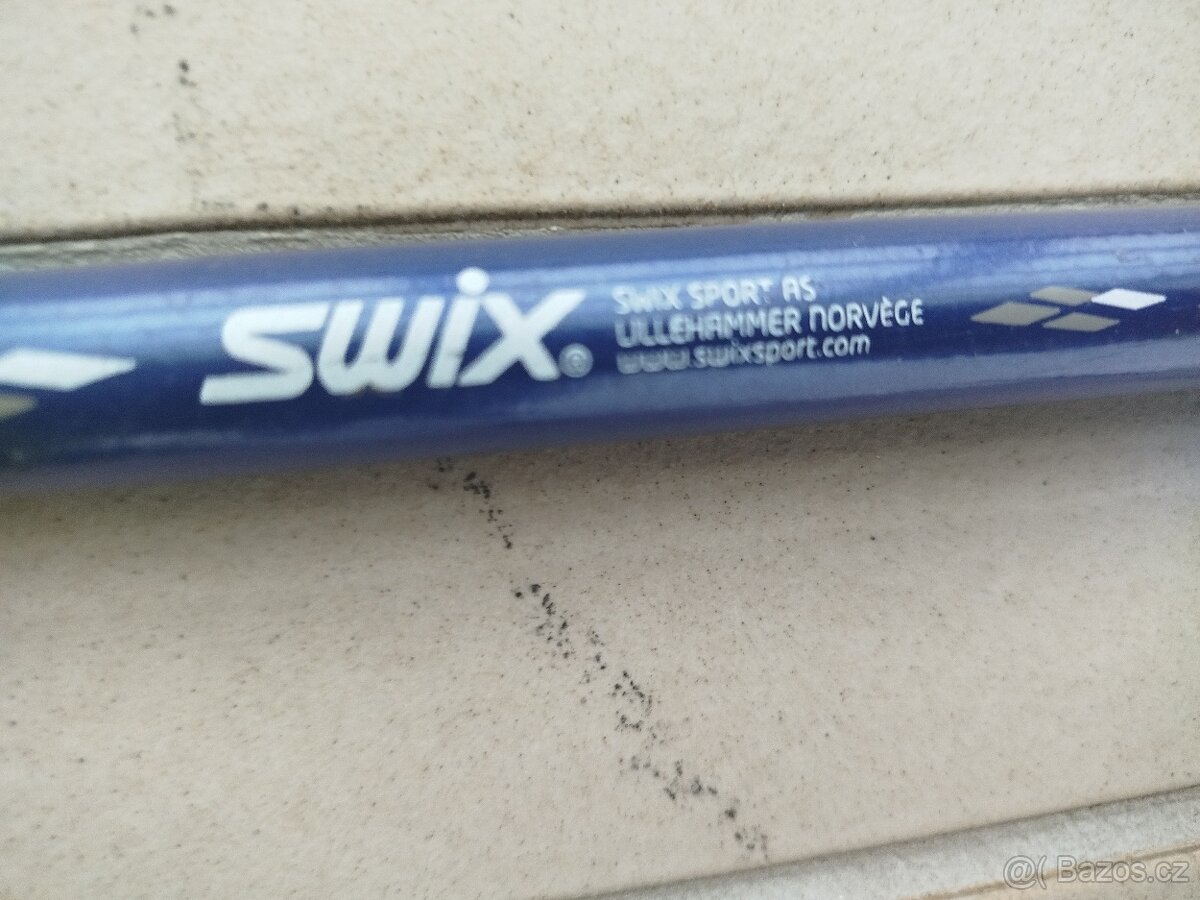 swix®
SWIX SPORT AS
LILLEHAMMER NORVÈGE
www.swixsport.com
@( Bazos.cz